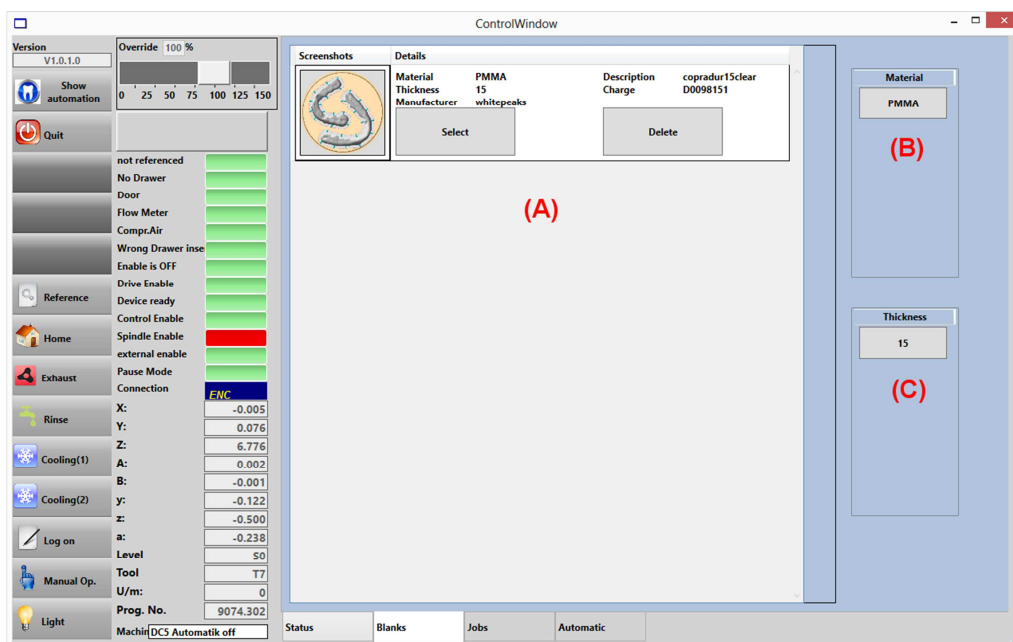 ControlWindow
Version
V1.0.1.0
Show automation
Quit
Reference
Home
Exhaust
Rinse
Cooling(1)
Cooling(2)
Log on
Manual Op.
Light
Override 100 %
0 25 50 75 100 125 150
not referenced
No Drawer
Door
Flow Meter
Compr.Air
Wrong Drawer inse
Enable is OFF
Drive Enable
Device ready
Control Enable
Spindle Enable
external enable
Pause Mode
Connection ENC
X: -0.005
Y: 0.076
Z: 6.776
A: 0.002
B: -0.001
y: -0.122
z: -0.500
a: -0.238
Level S0
Tool T7
U/m: 0
Prog. No. 9074.302
Machin DC5 Automatik off
Screenshots Details
Material PMMA Description copradur15clear
Thickness 15 Charge D0098151
Manufacturer whitepeaks
Select Delete
(A)
Material
PMMA
(B)
Thickness
15
(C)
Status Blanks Jobs Automatic